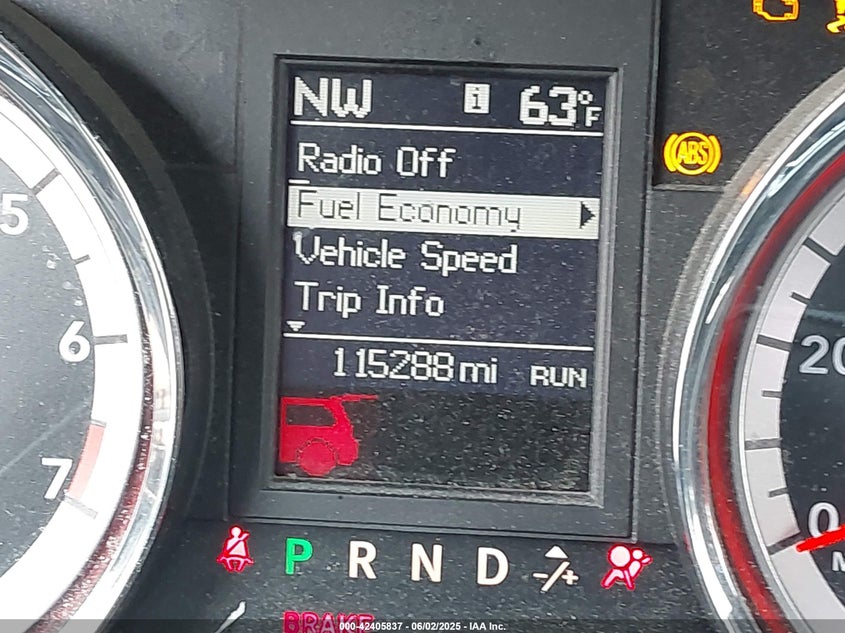 NW i 63°F
Radio Off
ABS
Fuel Economy
Vehicle Speed
Trip Info
115288 mi RUN
5
6
7
20
0
P R N D -/+
BRAKE
000-42405837 - 06/02/2025 - IAA Inc.